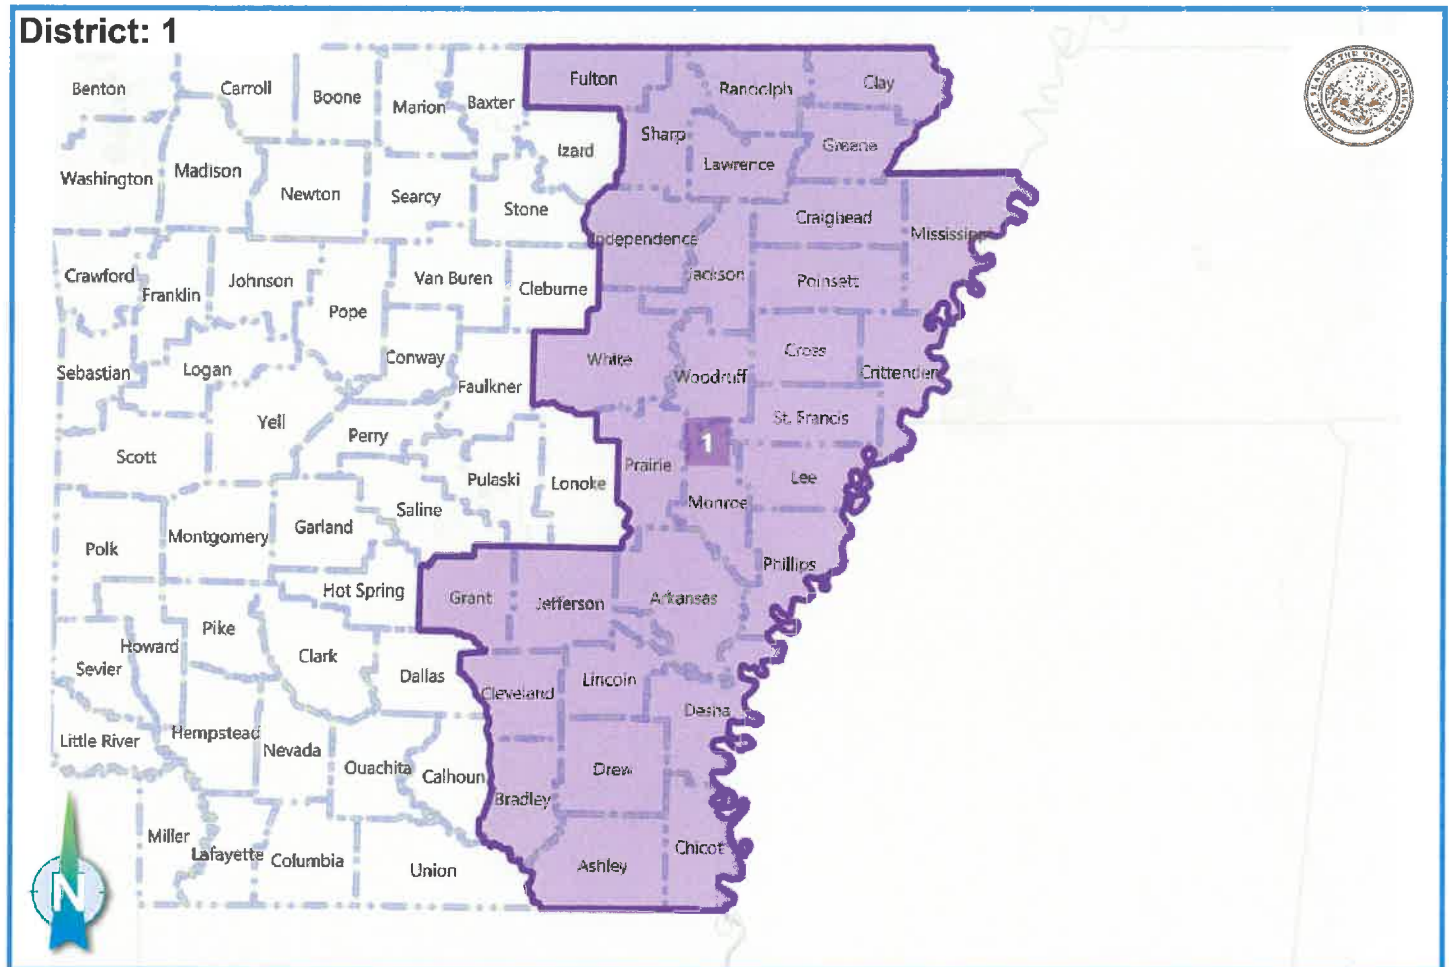 District: 1
Benton
Carroll
Boone
Marion
Baxter
Fulton
Randolph
Clay
Sharp
Izard
Greene
Lawrence
Washington
Madison
Newton
Searcy
Stone
Craighead
Mississippi
Independence
Crawford
Franklin
Johnson
Pope
Van Buren
Cleburne
Jackson
Poinsett
Sebastian
Logan
Conway
Faulkner
White
Woodruff
Cross
Crittenden
Yell
Perry
St. Francis
Scott
Pulaski
Lonoke
Prairie
1
Lee
Monroe
Saline
Garland
Montgomery
Polk
Hot Spring
Grant
Jefferson
Arkansas
Phillips
Pike
Howard
Sevier
Clark
Dallas
Cleveland
Lincoln
Desha
Little River
Hempstead
Nevada
Ouachita
Calhoun
Bradley
Drew
Miller
Lafayette
Columbia
Union
Ashley
Chicot
N